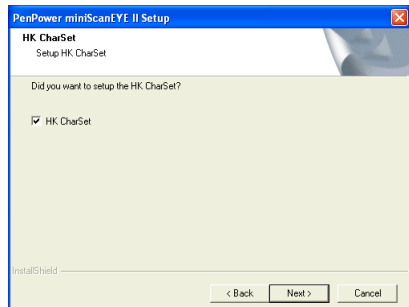 PenPower miniScanEYE II Setup
HK CharSet
Setup HK CharSet
Did you want to setup the HK CharSet?
HK CharSet
InstallShield
< Back Next > Cancel